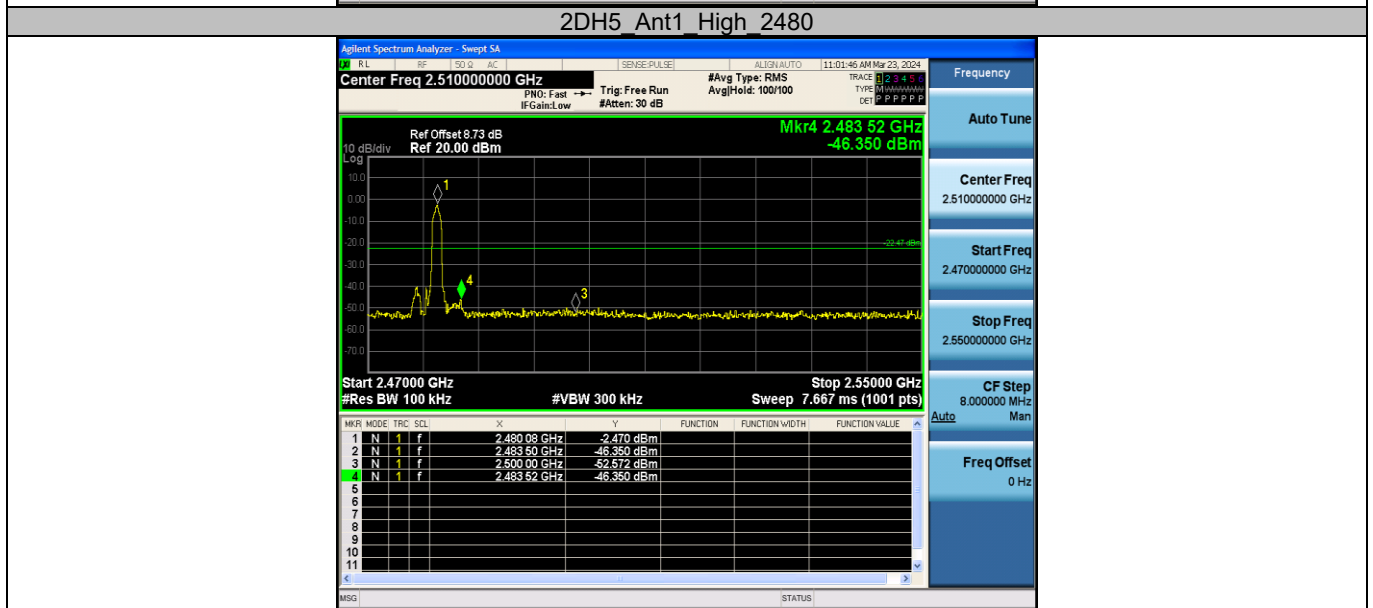 2DH5_Ant1_High_2480
Agilent Spectrum Analyzer - Swept SA
RL RF 50 Ω AC SENSE:PULSE ALIGN AUTO 11:01:46 AM Mar 23, 2024
Center Freq 2.510000000 GHz #Avg Type: RMS TRACE 1 2 3 4 5 6
PNO: Fast Trig: Free Run Avg|Hold: 100/100 TYPE M
IFGain:Low #Atten: 30 dB DET P P P P P P
Frequency
Auto Tune
Center Freq
2.510000000 GHz
Start Freq
2.470000000 GHz
Stop Freq
2.550000000 GHz
CF Step
8.000000 MHz
Auto Man
Freq Offset
0 Hz
Mkr4 2.483 52 GHz
-46.350 dBm
Ref Offset 8.73 dB
10 dB/div Ref 20.00 dBm
Log
10.0
0.00
-10.0
-20.0
-30.0
-40.0
-50.0
-60.0
-70.0
1
-22.47 dBm
4
3
Start 2.47000 GHz Stop 2.55000 GHz
#Res BW 100 kHz #VBW 300 kHz Sweep 7.667 ms (1001 pts)
MKR MODE TRC SCL X Y FUNCTION FUNCTION WIDTH FUNCTION VALUE
1 N 1 f 2.480 08 GHz -2.470 dBm
2 N 1 f 2.483 50 GHz -46.350 dBm
3 N 1 f 2.500 00 GHz -52.572 dBm
4 N 1 f 2.483 52 GHz -46.350 dBm
5
6
7
8
9
10
11
MSG STATUS